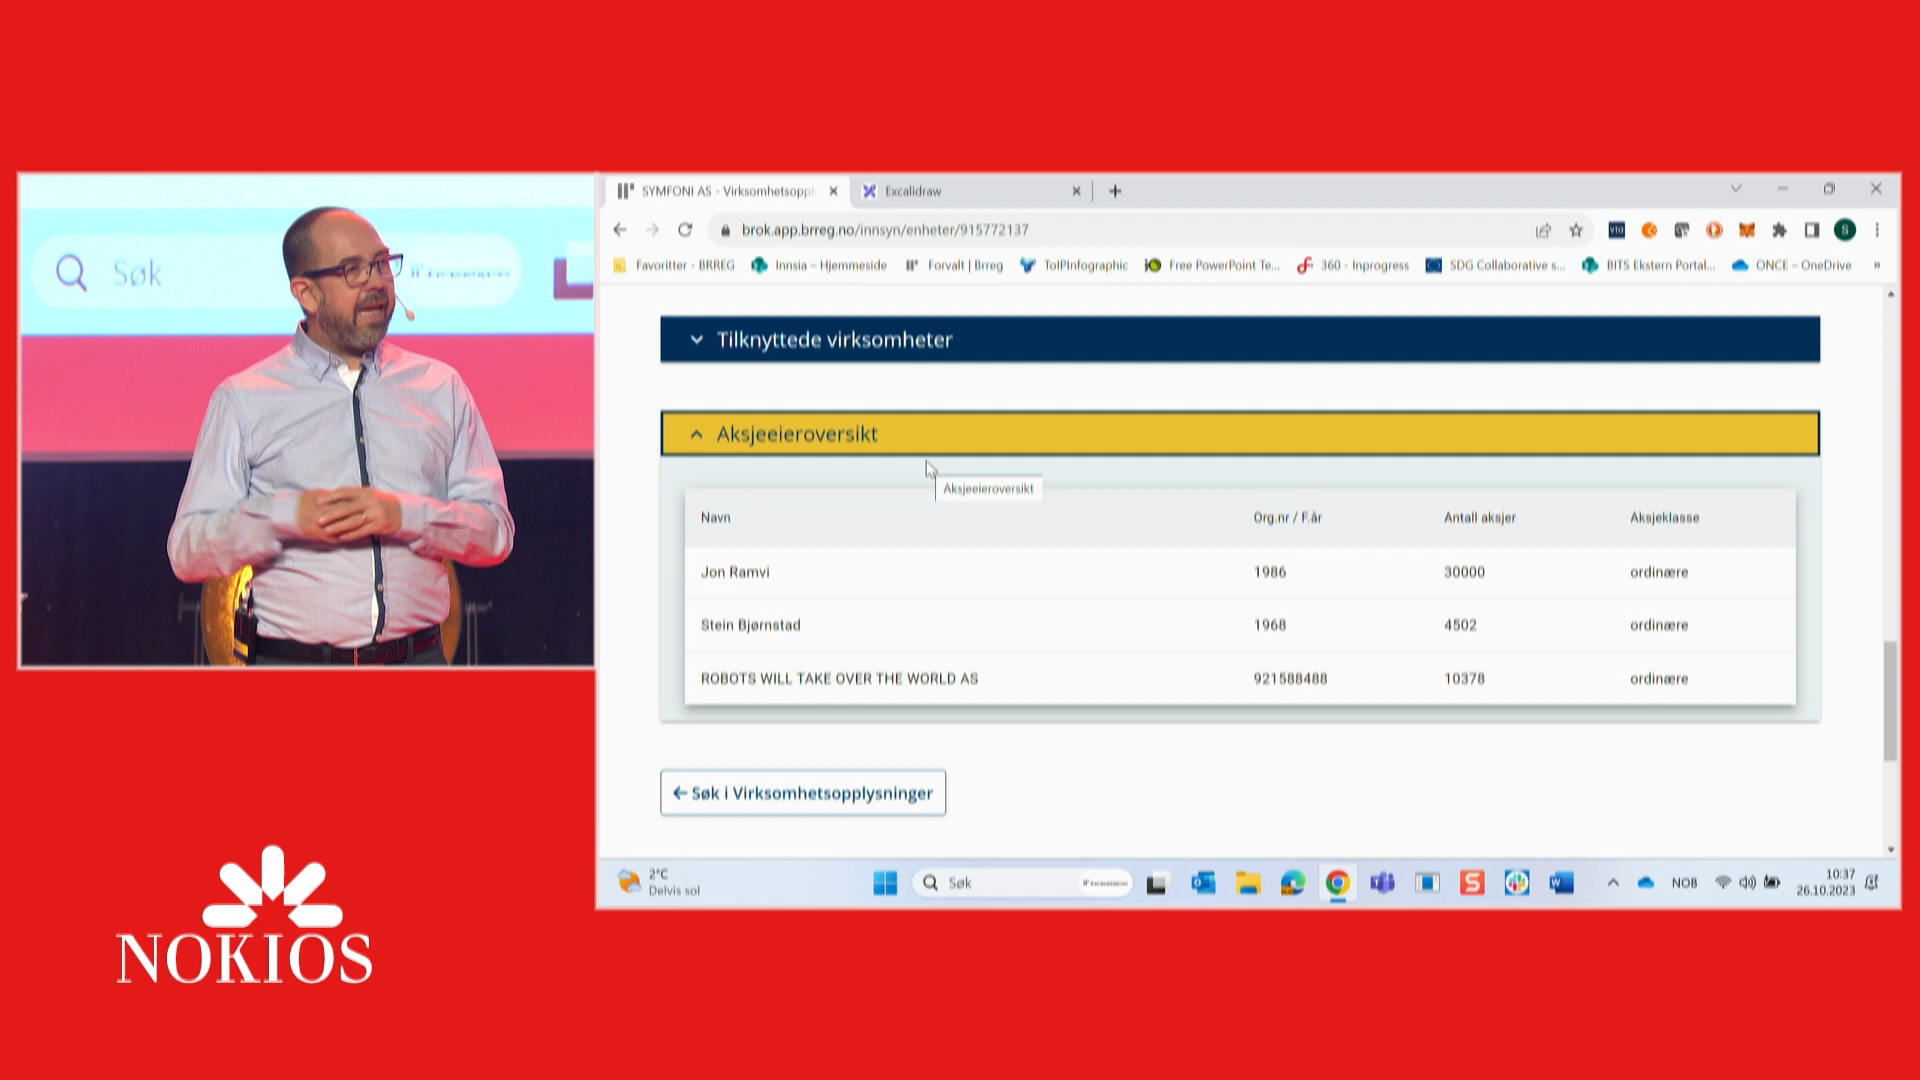 Søk
SYMFONI AS - Virksomhetsoppl
Excalidraw
brok.app.brreg.no/innsyn/enheter/915772137
Favoritter - BRREG
Innsia – Hjemmeside
Forvalt | Brreg
ToIPInfographic
Free PowerPoint Te...
360 - Inprogress
SDG Collaborative s...
BITS Ekstern Portal...
ONCE – OneDrive
»
Tilknyttede virksomheter
Aksjeeieroversikt
Aksjeeieroversikt
Navn Org.nr / F.år Antall aksjer Aksjeklasse
Jon Ramvi 1986 30000 ordinære
Stein Bjørnstad 1968 4502 ordinære
ROBOTS WILL TAKE OVER THE WORLD AS 921588488 10378 ordinære
← Søk i Virksomhetsopplysninger
2°C
Delvis sol
Søk
NOB
10:37
26.10.2023
NOKIOS